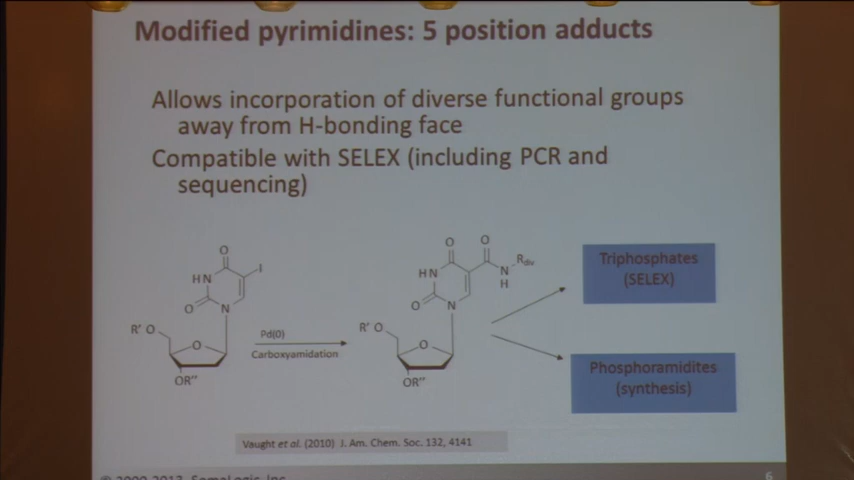 Modified pyrimidines: 5 position adducts
Allows incorporation of diverse functional groups
away from H-bonding face
Compatible with SELEX (including PCR and
sequencing)
O
HN
I
O
N
R' O
O
OR''
Pd(0)
Carboxyamidation
O
O
HN
N
H
R
O
N
R' O
O
OR''
Triphosphates
(SELEX)
Phosphoramidites
(synthesis)
Vaught et al. (2010) J. Am. Chem. Soc. 132, 4141
SomaLogic, Inc
6